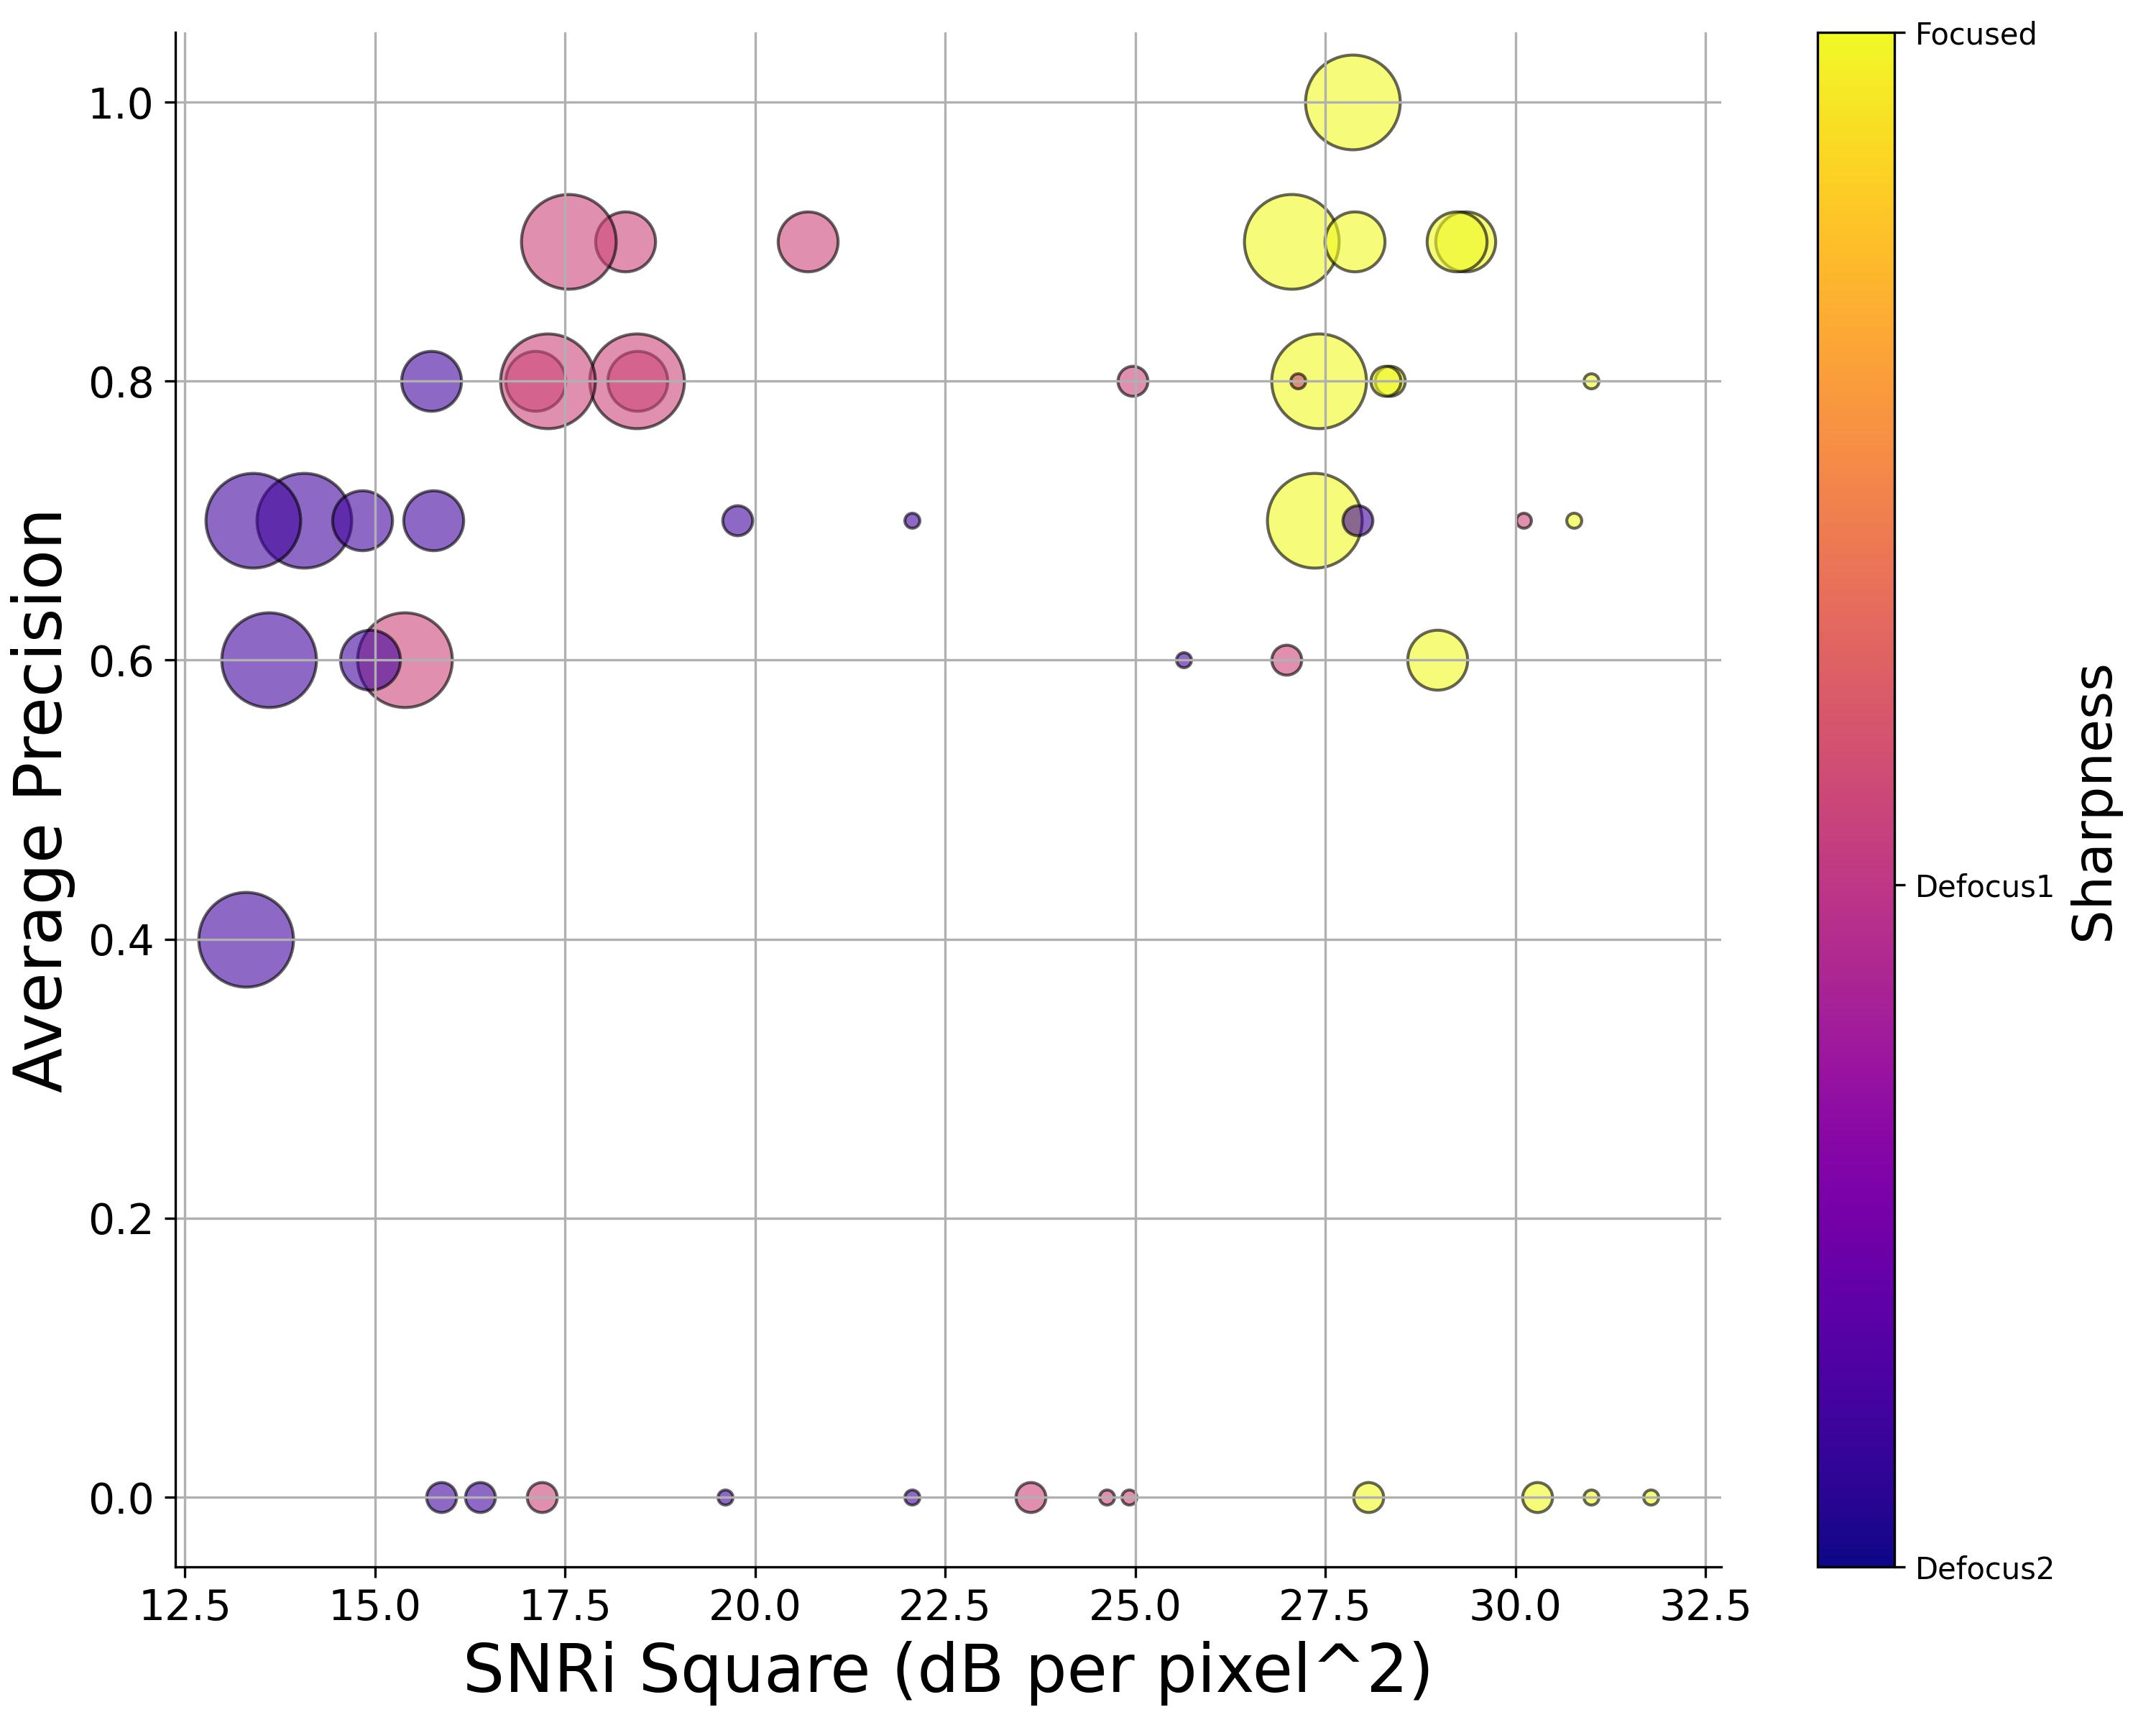 Average Precision
1.0
0.8
0.6
0.4
0.2
0.0
12.5 15.0 17.5 20.0 22.5 25.0 27.5 30.0 32.5
SNRi Square (dB per pixel^2)
Focused
Defocus1
Defocus2
Sharpness